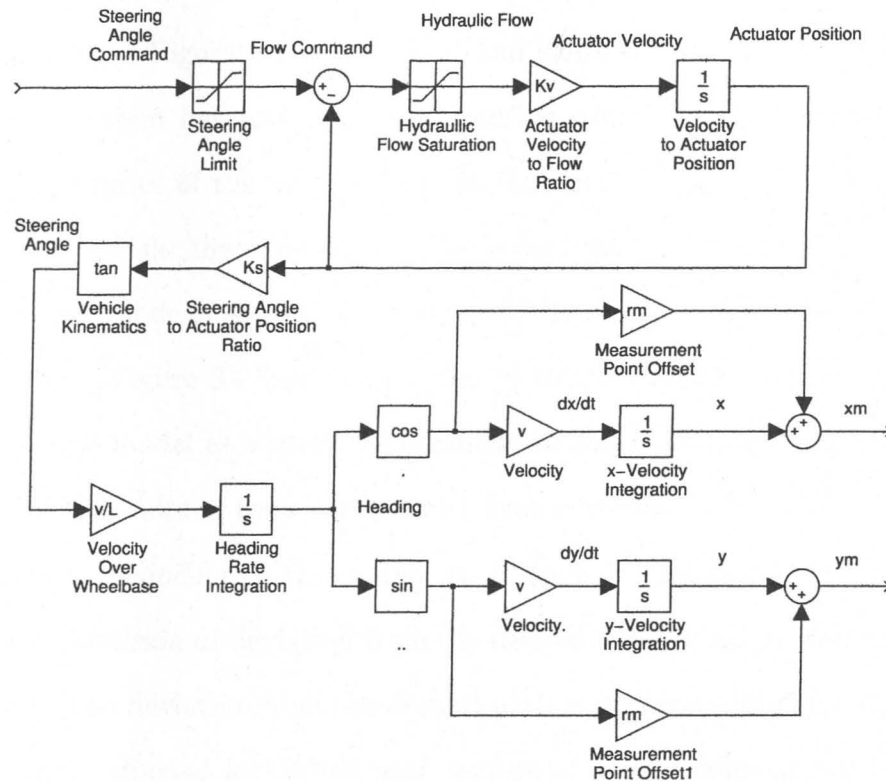 Steering
Angle
Command
Flow Command
Hydraulic Flow
Actuator Velocity
Actuator Position
+
−
Kv
1
s
Steering
Angle
Limit
Hydraullic
Flow Saturation
Actuator
Velocity
to Flow
Ratio
Velocity
to Actuator
Position
Steering
Angle
tan
Ks
Vehicle
Kinematics
Steering Angle
to Actuator Position
Ratio
rm
Measurement
Point Offset
cos
v
dx/dt
1
s
x
+
+
xm
.
Velocity
x−Velocity
Integration
v/L
1
s
Heading
Velocity
Over
Wheelbase
Heading
Rate
Integration
sin
v
dy/dt
1
s
y
+
+
ym
..
Velocity.
y−Velocity
Integration
rm
Measurement
Point Offset